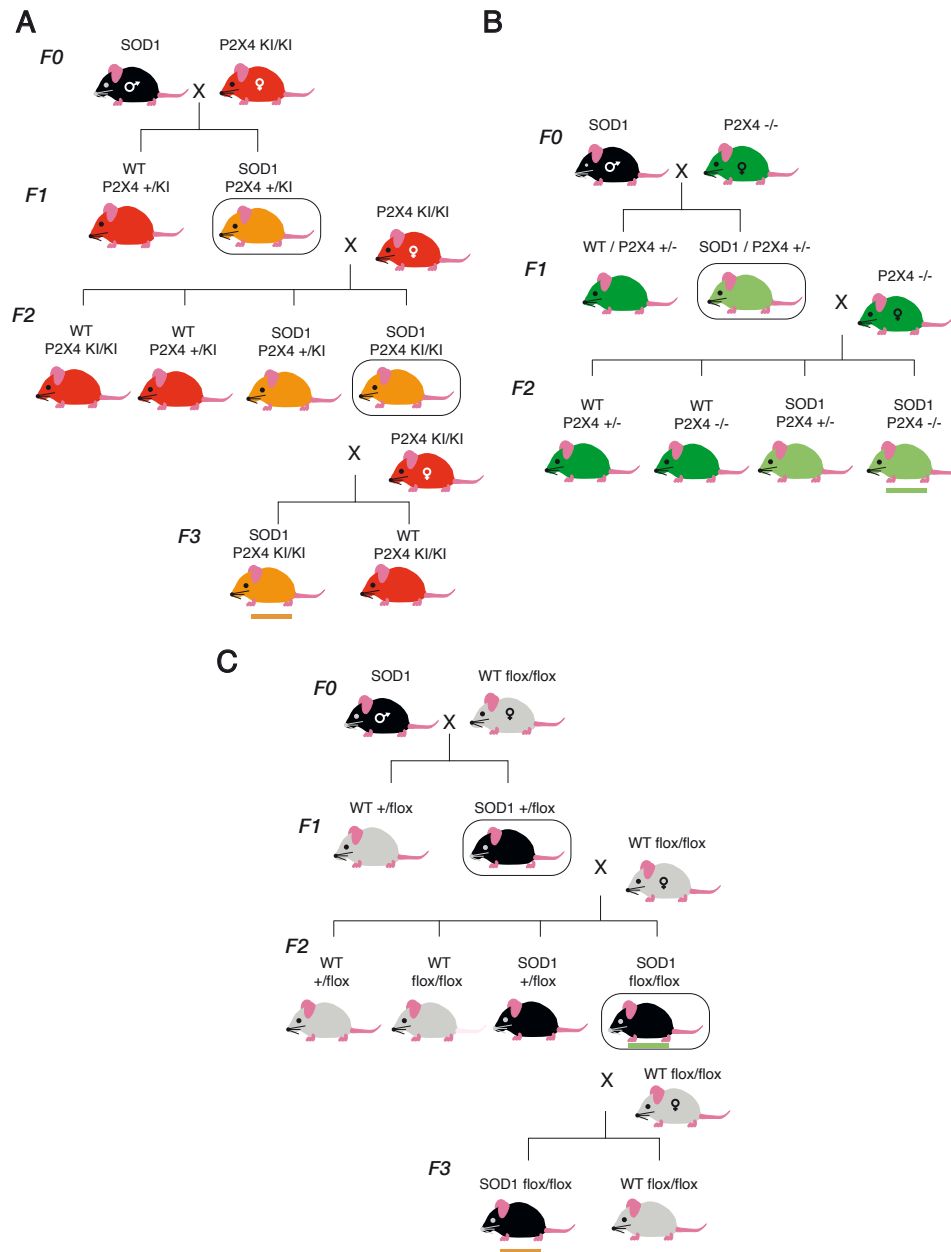 A
F0
SOD1
P2X4 KI/KI
♂
X
♀
F1
WT
P2X4 +/KI
SOD1
P2X4 +/KI
P2X4 KI/KI
X
♀
F2
WT
P2X4 KI/KI
WT
P2X4 +/KI
SOD1
P2X4 +/KI
SOD1
P2X4 KI/KI
P2X4 KI/KI
X
♀
F3
SOD1
P2X4 KI/KI
WT
P2X4 KI/KI
B
F0
SOD1
P2X4 -/-
♂
X
♀
F1
WT / P2X4 +/-
SOD1 / P2X4 +/-
P2X4 -/-
X
♀
F2
WT
P2X4 +/-
WT
P2X4 -/-
SOD1
P2X4 +/-
SOD1
P2X4 -/-
C
F0
SOD1
WT flox/flox
♂
X
♀
F1
WT +/flox
SOD1 +/flox
WT flox/flox
X
♀
F2
WT
+/flox
WT
flox/flox
SOD1
+/flox
SOD1
flox/flox
X
WT flox/flox
♀
F3
SOD1 flox/flox
WT flox/flox